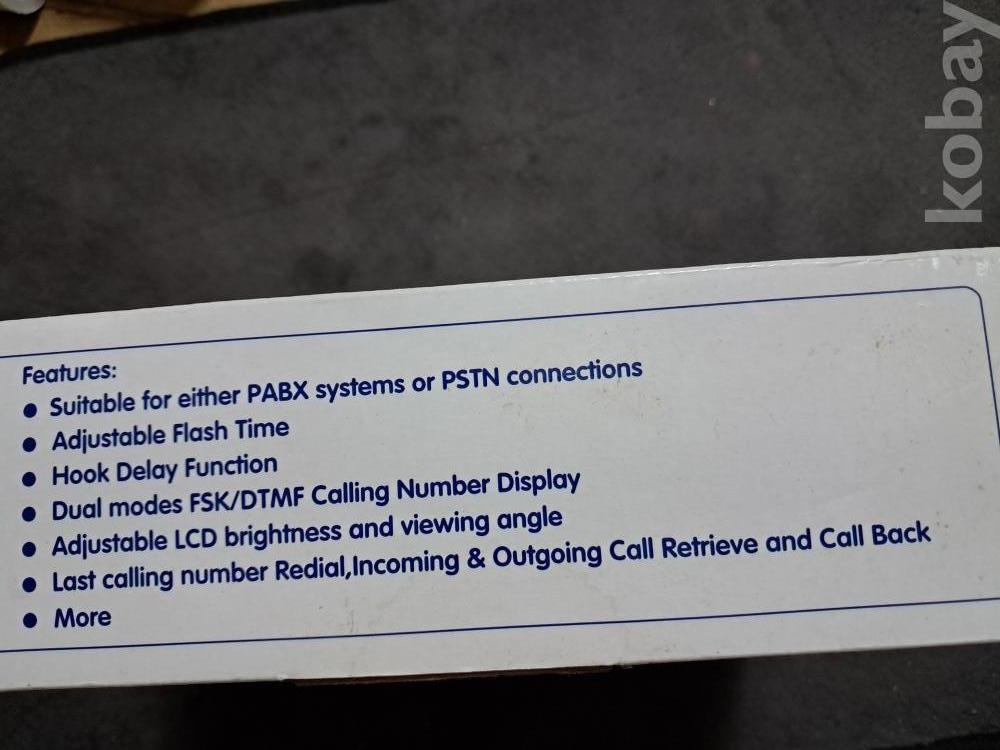 kobay
Features:
● Suitable for either PABX systems or PSTN connections
● Adjustable Flash Time
● Hook Delay Function
● Dual modes FSK/DTMF Calling Number Display
● Adjustable LCD brightness and viewing angle
● Last calling number Redial,Incoming & Outgoing Call Retrieve and Call Back
● More